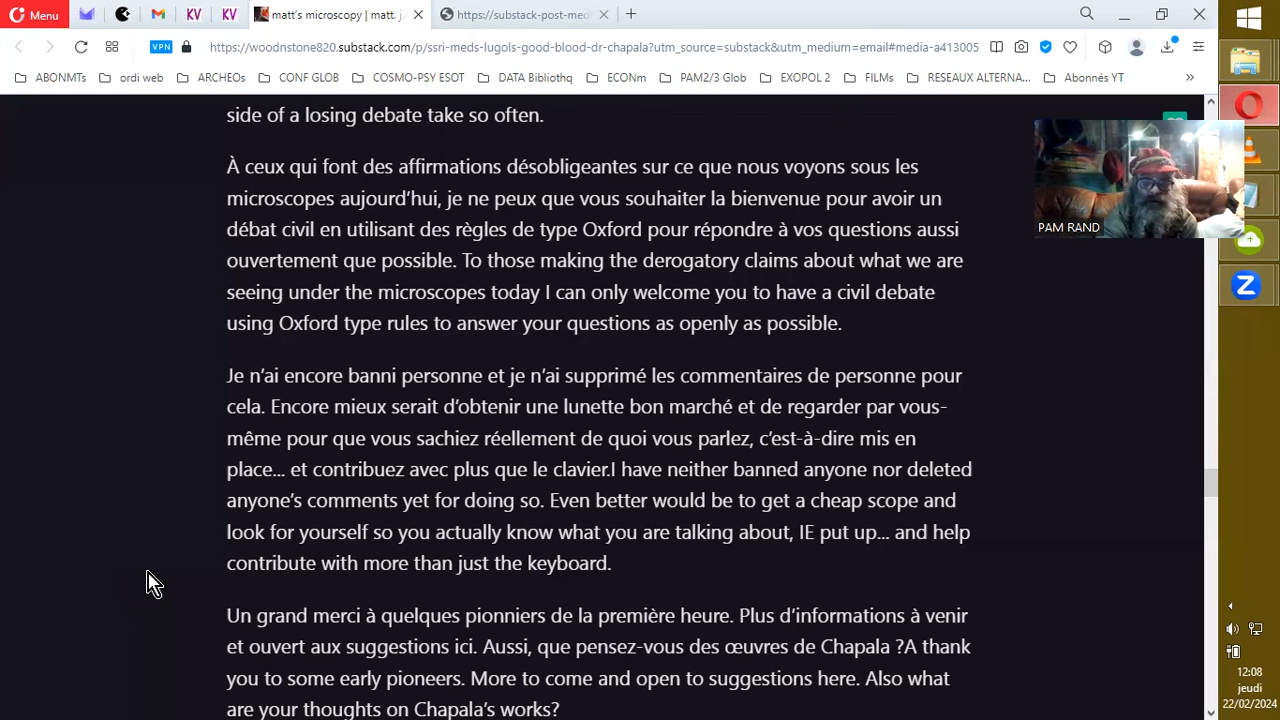 Menu
KV
KV
matt's microscopy | matt. j
https://substack-post-med
VPN
https://woodnstone820.substack.com/p/ssri-meds-lugols-good-blood-dr-chapala?utm_source=substack&utm_medium=email#media-a413005
ABONMTs
ordi web
ARCHEOs
CONF GLOB
COSMO-PSY ESOT
DATA Biblthq
ECONm
PAM2/3 Glob
EXOPOL 2
FILMs
RESEAUX ALTERNA...
Abonnés YT
»
side of a losing debate take so often.
À ceux qui font des affirmations désobligeantes sur ce que nous voyons sous les
microscopes aujourd'hui, je ne peux que vous souhaiter la bienvenue pour avoir un
débat civil en utilisant des règles de type Oxford pour répondre à vos questions aussi
ouvertement que possible. To those making the derogatory claims about what we are
seeing under the microscopes today I can only welcome you to have a civil debate
using Oxford type rules to answer your questions as openly as possible.
Je n'ai encore banni personne et je n'ai supprimé les commentaires de personne pour
cela. Encore mieux serait d'obtenir une lunette bon marché et de regarder par vous-
même pour que vous sachiez réellement de quoi vous parlez, c'est-à-dire mis en
place... et contribuez avec plus que le clavier.I have neither banned anyone nor deleted
anyone's comments yet for doing so. Even better would be to get a cheap scope and
look for yourself so you actually know what you are talking about, IE put up... and help
contribute with more than just the keyboard.
Un grand merci à quelques pionniers de la première heure. Plus d'informations à venir
et ouvert aux suggestions ici. Aussi, que pensez-vous des œuvres de Chapala ?A thank
you to some early pioneers. More to come and open to suggestions here. Also what
are your thoughts on Chapala's works?
PAM RAND
Z
12:08
jeudi
22/02/2024